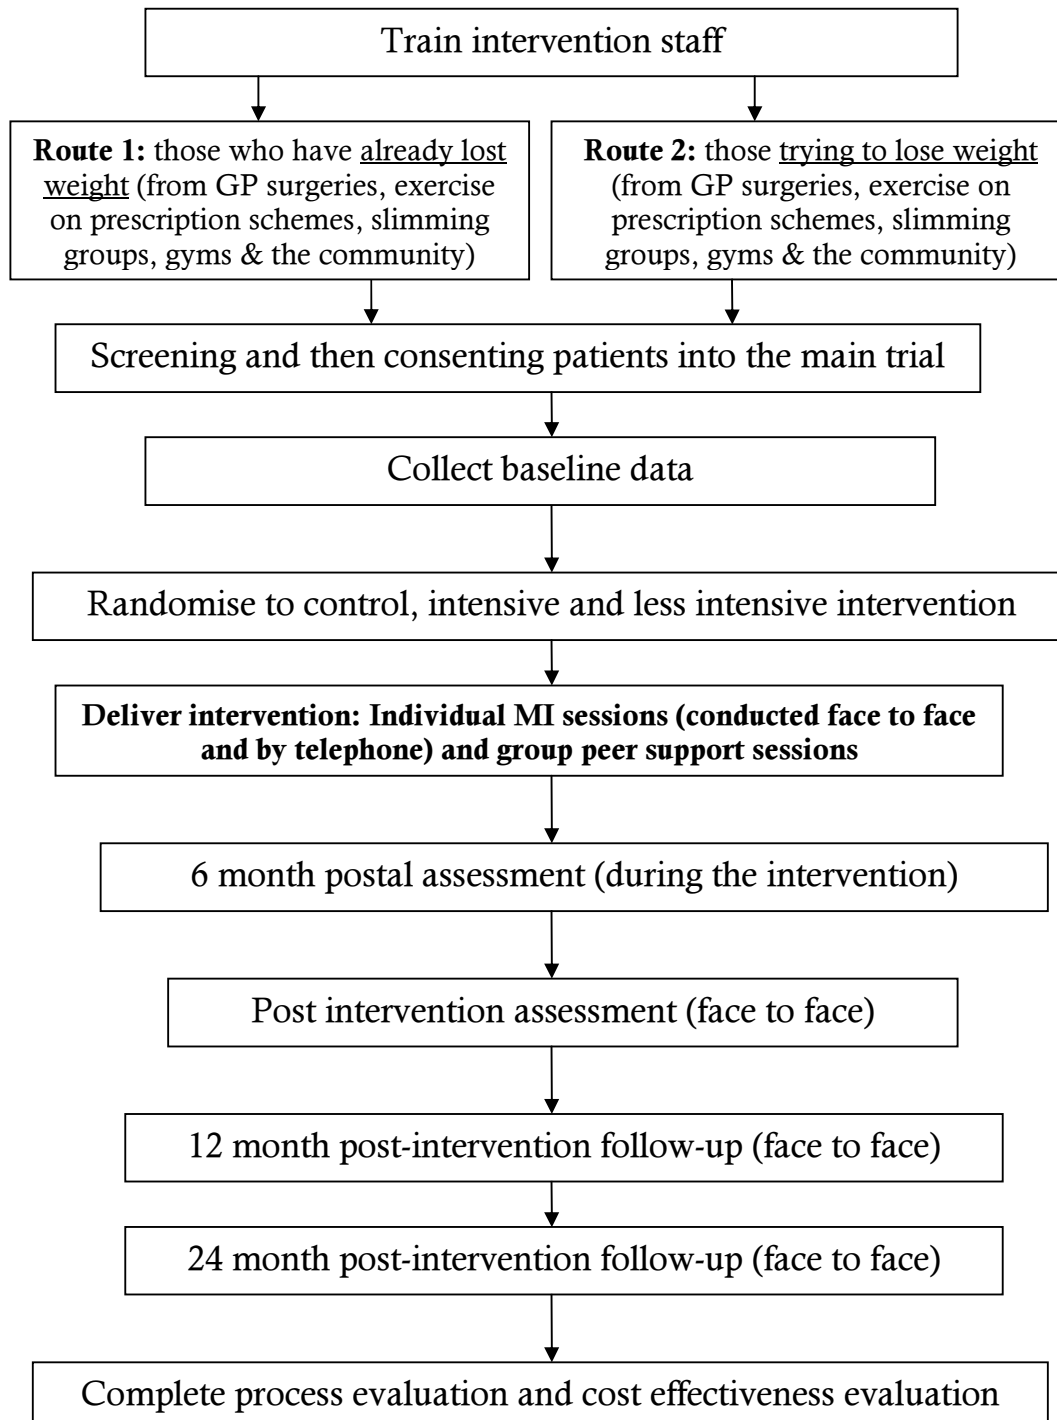 Train intervention staff
Route 1: those who have already lost
weight (from GP surgeries, exercise
on prescription schemes, slimming
groups, gyms & the community)
Route 2: those trying to lose weight
(from GP surgeries, exercise on
prescription schemes, slimming
groups, gyms & the community)
Screening and then consenting patients into the main trial
Collect baseline data
Randomise to control, intensive and less intensive intervention
Deliver intervention: Individual MI sessions (conducted face to face
and by telephone) and group peer support sessions
6 month postal assessment (during the intervention)
Post intervention assessment (face to face)
12 month post-intervention follow-up (face to face)
24 month post-intervention follow-up (face to face)
Complete process evaluation and cost effectiveness evaluation